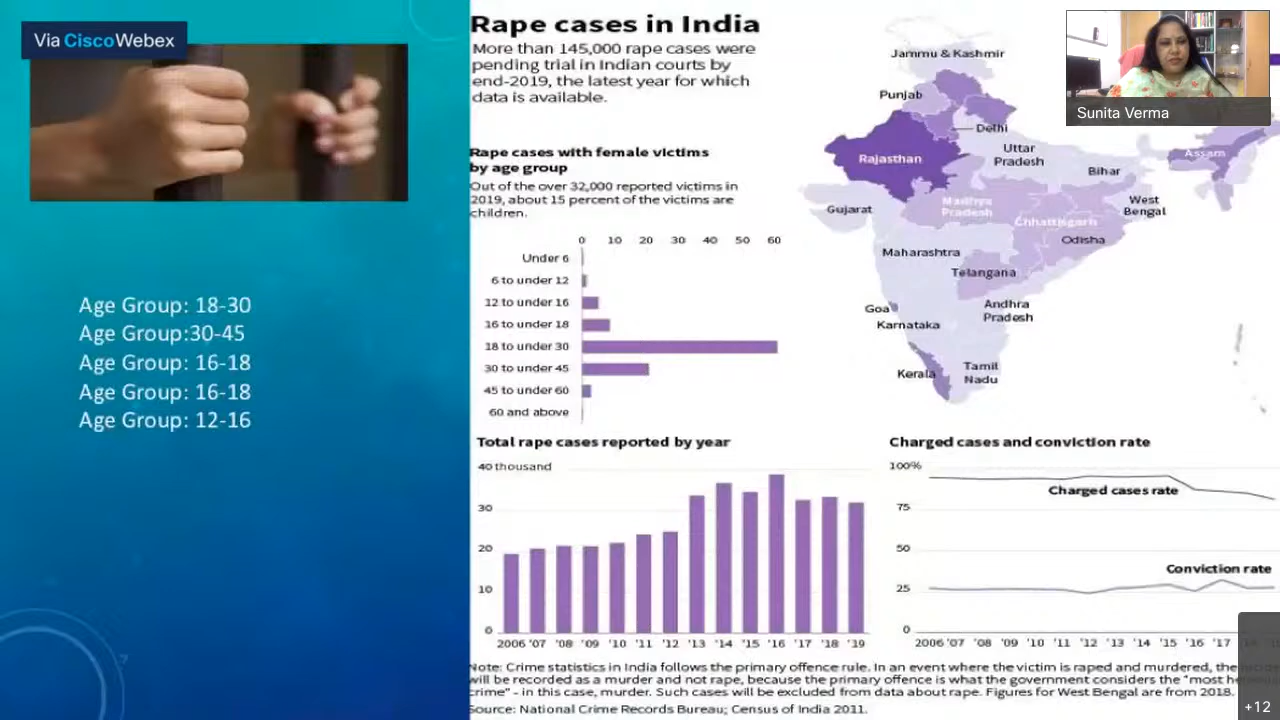 Via Cisco Webex
Age Group: 18-30
Age Group:30-45
Age Group: 16-18
Age Group: 16-18
Age Group: 12-16
Rape cases in India
More than 145,000 rape cases were
pending trial in Indian courts by
end-2019, the latest year for which
data is available.
Rape cases with female victims
by age group
Out of the over 32,000 reported victims in
2019, about 15 percent of the victims are
children.
0 10 20 30 40 50 60
Under 6
6 to under 12
12 to under 16
16 to under 18
18 to under 30
30 to under 45
45 to under 60
60 and above
Jammu & Kashmir
Punjab
Delhi
Rajasthan
Uttar
Pradesh
Bihar
Assam
Gujarat
Madhya
Pradesh
Chhattisgarh
West
Bengal
Odisha
Maharashtra
Telangana
Goa
Andhra
Pradesh
Karnataka
Kerala
Tamil
Nadu
Sunita Verma
Total rape cases reported by year
40 thousand
30
20
10
0
2006 '07 '08 '09 '10 '11 '12 '13 '14 '15 '16 '17 '18 '19
Charged cases and conviction rate
100%
Charged cases rate
75
50
Conviction rate
25
0
2006 '07 '08 '09 '10 '11 '12 '13 '14 '15 '16 '17
+12
Note: Crime statistics in India follows the primary offence rule. In an event where the victim is raped and murdered, the
will be recorded as a murder and not rape, because the primary offence is what the government considers the "most
crime" - in this case, murder. Such cases will be excluded from data about rape. Figures for West Bengal are from 2018.
Source: National Crime Records Bureau; Census of India 2011.